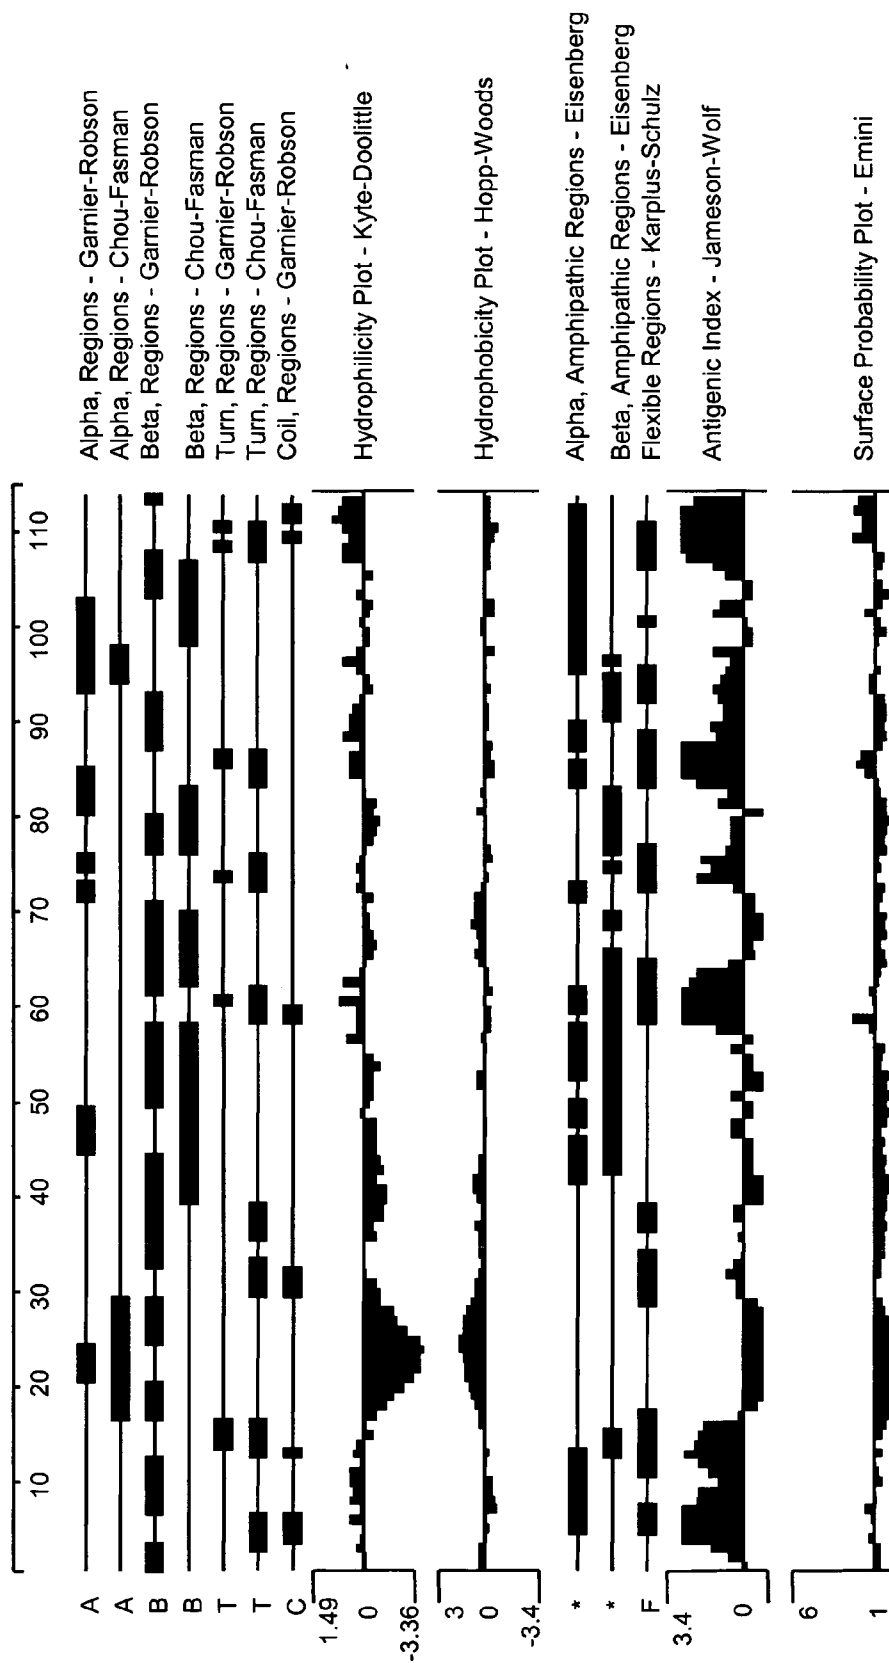 10 20 30 40 50 60 70 80 90 100 110
A Alpha, Regions - Garnier-Robson
A Alpha, Regions - Chou-Fasman
B Beta, Regions - Garnier-Robson
B Beta, Regions - Chou-Fasman
T Turn, Regions - Garnier-Robson
T Turn, Regions - Chou-Fasman
C Coil, Regions - Garnier-Robson
1.49
0 Hydrophilicity Plot - Kyte-Doolittle
-3.36
3
0 Hydrophobicity Plot - Hopp-Woods
-3.4
* Alpha, Amphipathic Regions - Eisenberg
* Beta, Amphipathic Regions - Eisenberg
F Flexible Regions - Karplus-Schulz
3.4
Antigenic Index - Jameson-Wolf
0
6
Surface Probability Plot - Emini
1